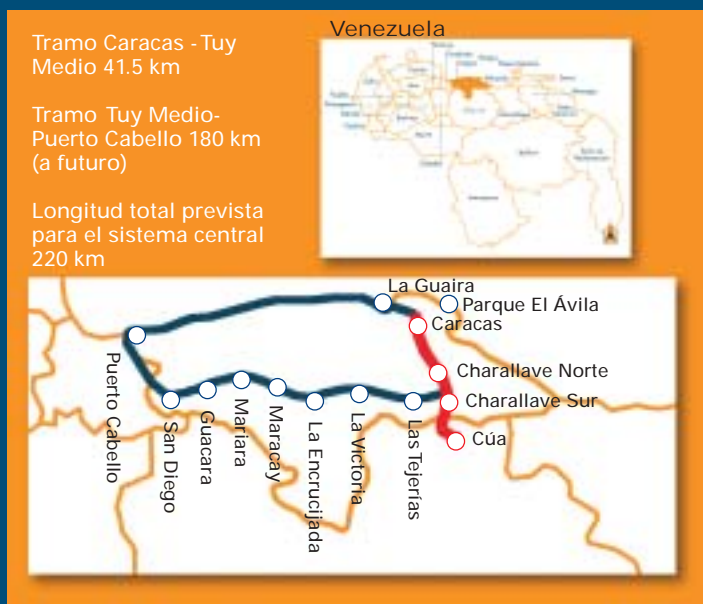 Tramo Caracas - Tuy
Medio 41.5 km
Tramo Tuy Medio-
Puerto Cabello 180 km
(a futuro)
Longitud total prevista
para el sistema central
220 km
Venezuela
La Guaira
Parque El Ávila
Caracas
Charallave Norte
Charallave Sur
Cúa
Puerto Cabello
San Diego
Guacara
Mariara
Maracay
La Encrucijada
La Victoria
Las Tejerías